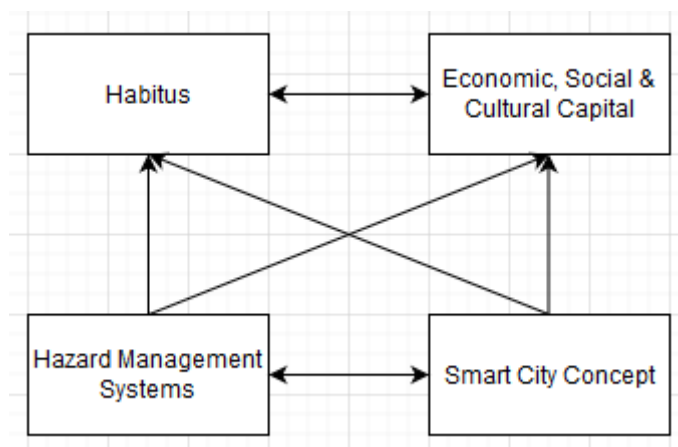 Habitus
Economic, Social &
Cultural Capital
Hazard Management
Systems
Smart City Concept